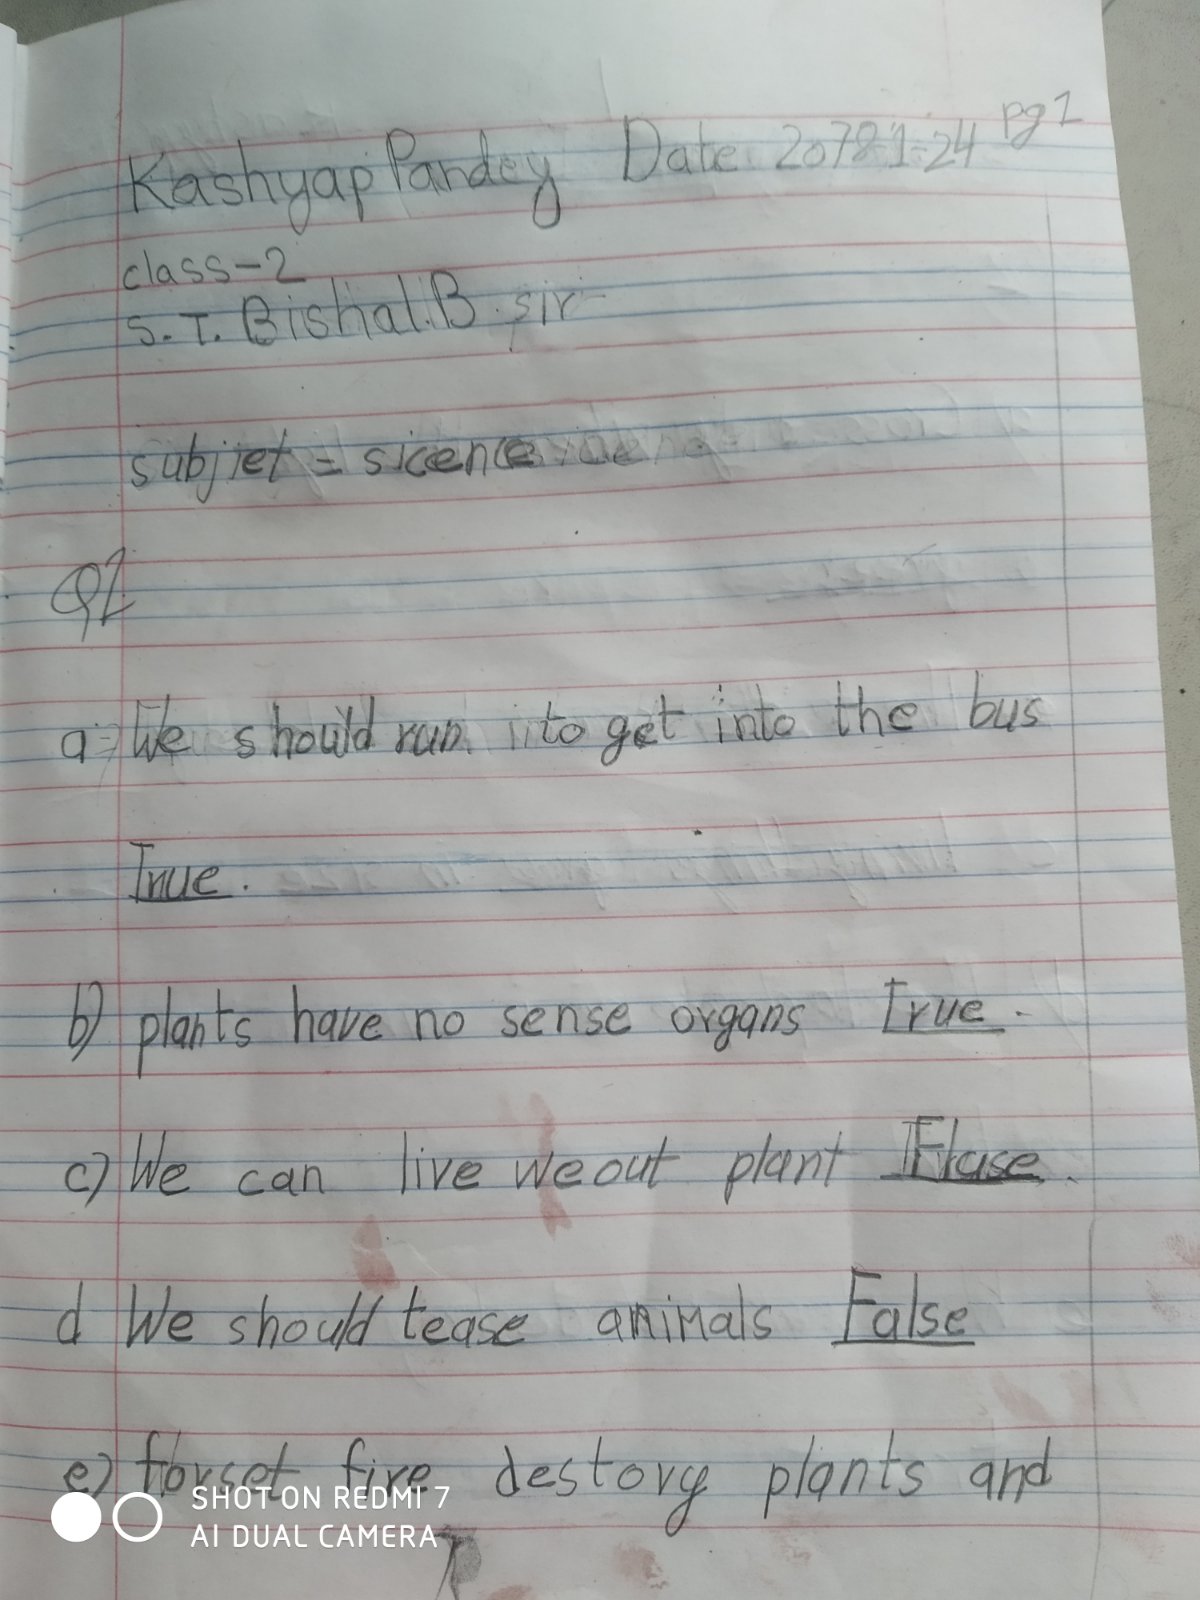 pg 1
Kashyap Pandey Date 2078-1-24
class-2
S.T. Bishal.B.sir
subjiet = sicence
Q1
a= We should run to get into the bus
True.
b) plants have no sense organs True.
c) We can live weout plant Flase.
d We should tease animals False
e) forset fire destory plants and
SHOT ON REDMI 7
AI DUAL CAMERA